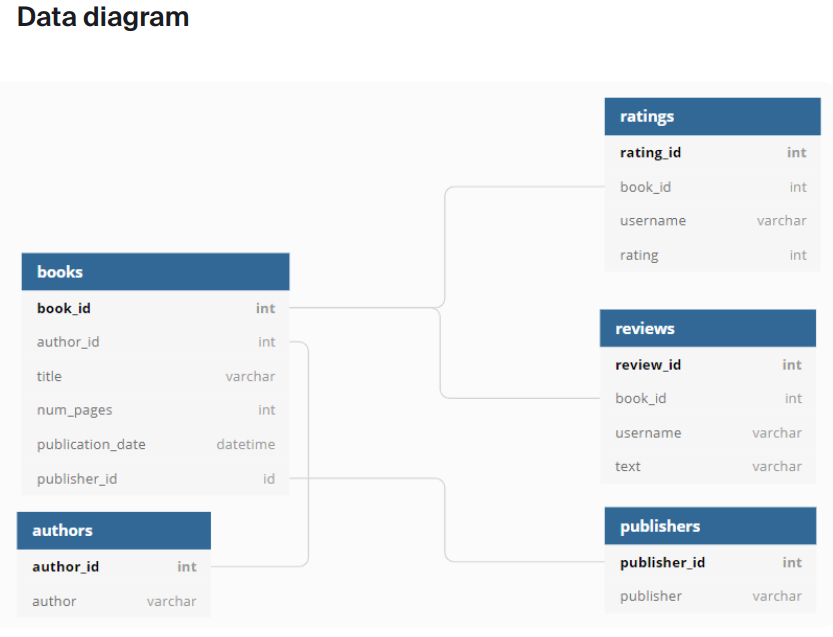 Data diagram
ratings
rating_id int
book_id int
username varchar
rating int
books
book_id int
author_id int
title varchar
num_pages int
publication_date datetime
publisher_id id
reviews
review_id int
book_id int
username varchar
text varchar
authors
author_id int
author varchar
publishers
publisher_id int
publisher varchar